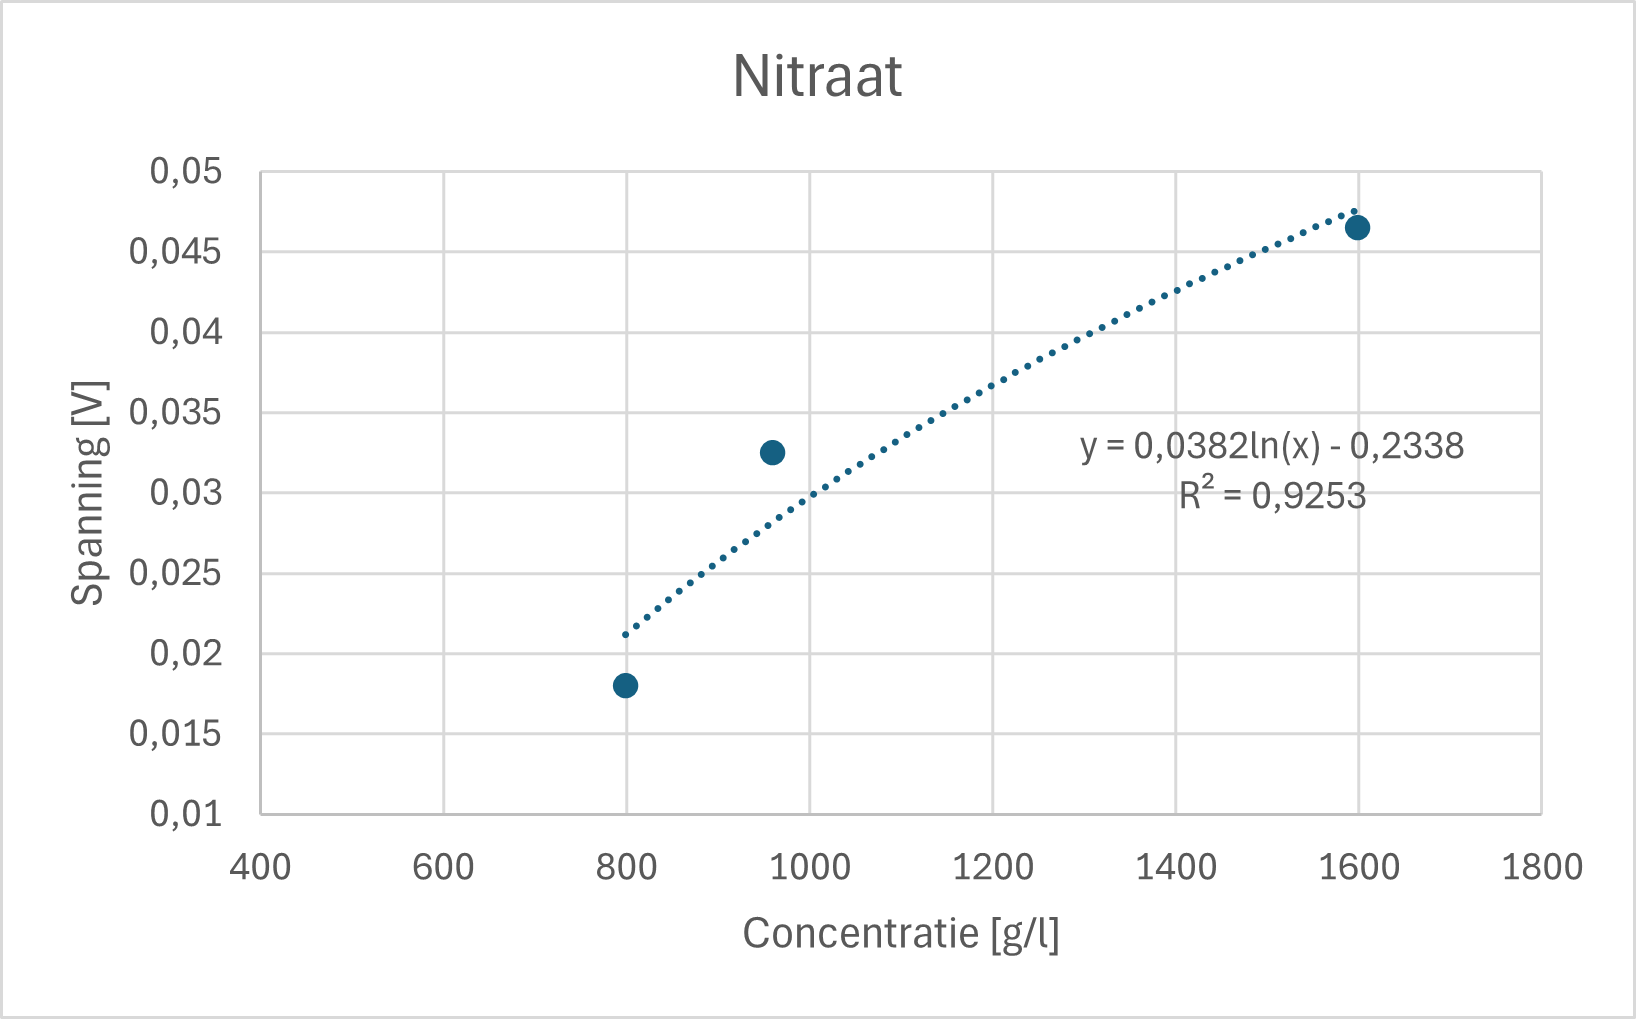 Nitraat
0,05
0,045
0,04
0,035
0,03
0,025
0,02
0,015
0,01
Spanning [V]
y = 0,0382ln(x) - 0,2338
R² = 0,9253
400 600 800 1000 1200 1400 1600 1800
Concentratie [g/l]